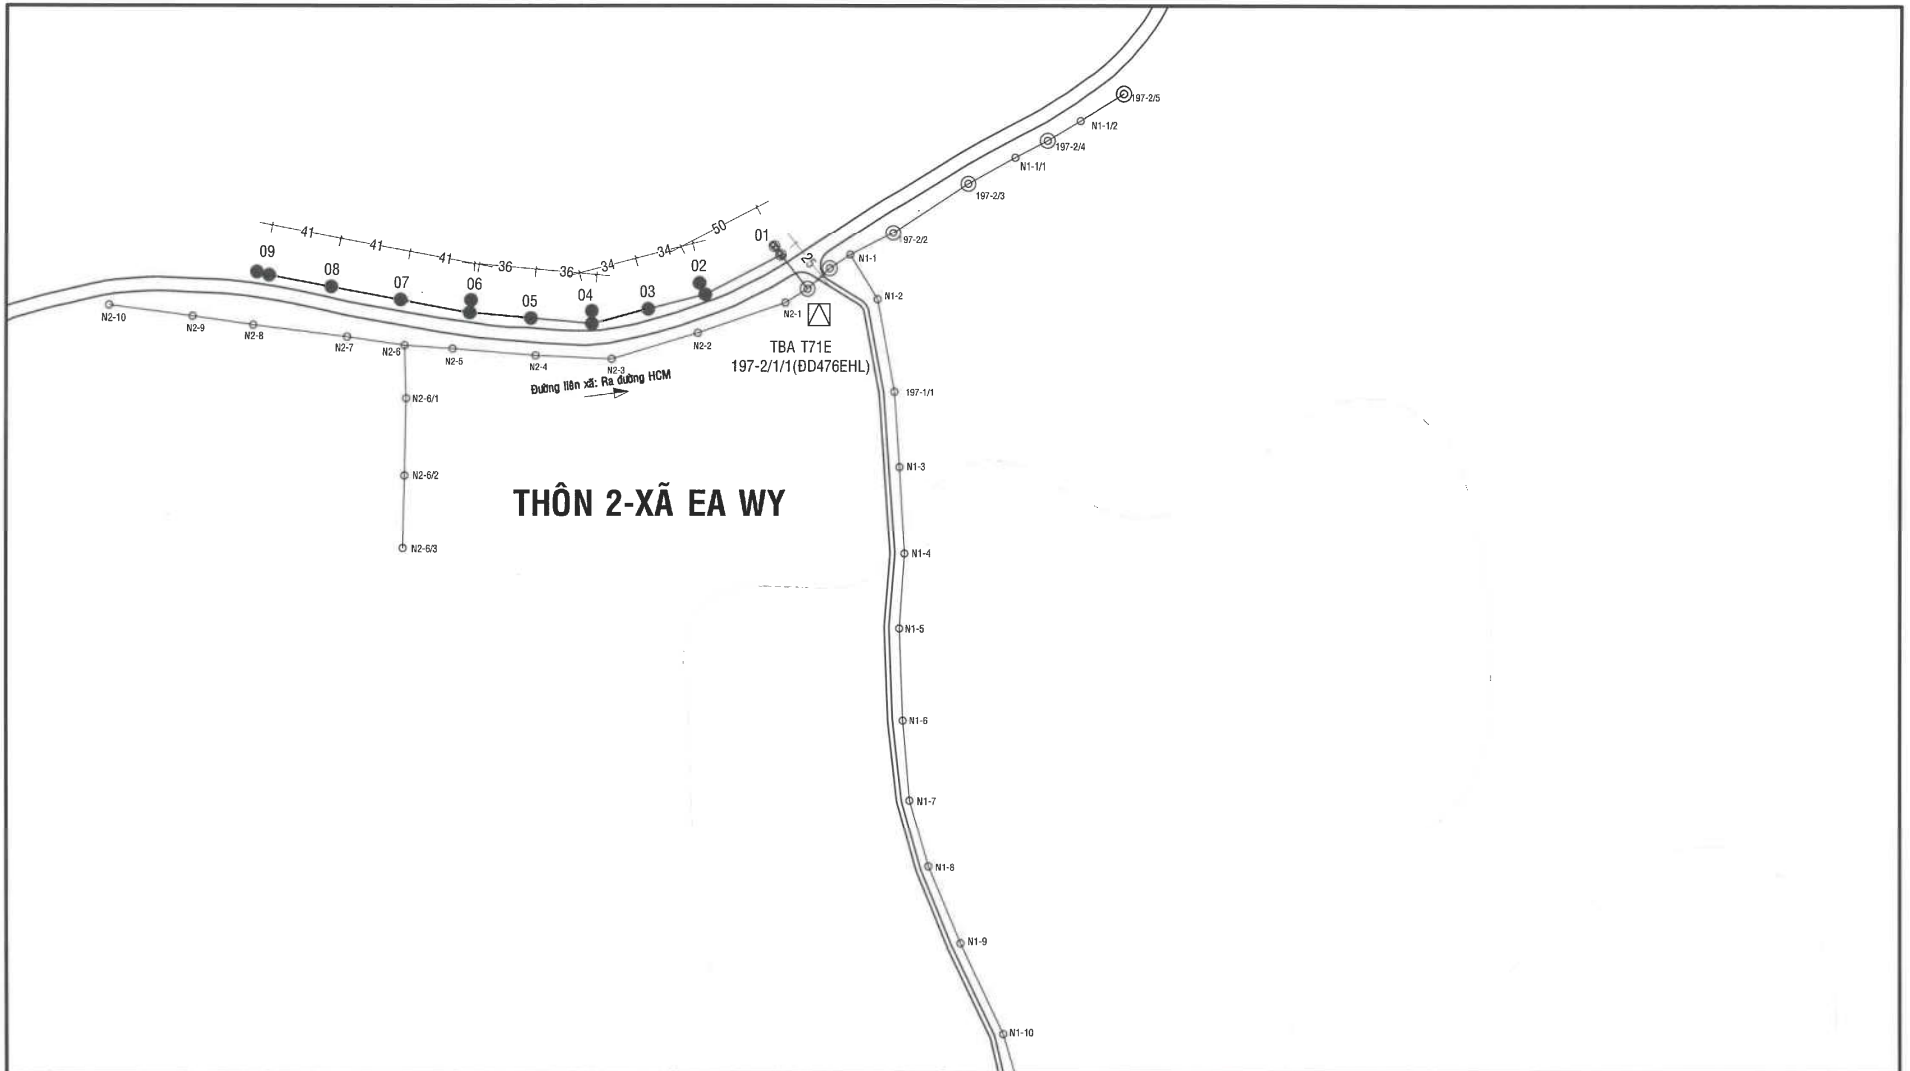 197-2/5
N1-1/2
197-2/4
N1-1/1
197-2/3
197-2/2
N1-1
50
34
34
36
36
41
41
41
25
09
08
07
06
05
04
03
02
01
N2-10
N2-9
N2-8
N2-7
N2-6
N2-5
N2-4
N2-3
N2-2
N2-1
N1-2
TBA T71E
197-2/1/1(ĐD476EHL)
Đường liên xã: Ra đường HCM
N2-6/1
197-1/1
N2-6/2
N1-3
THÔN 2-XÃ EA WY
N2-6/3
N1-4
N1-5
N1-6
N1-7
N1-8
N1-9
N1-10